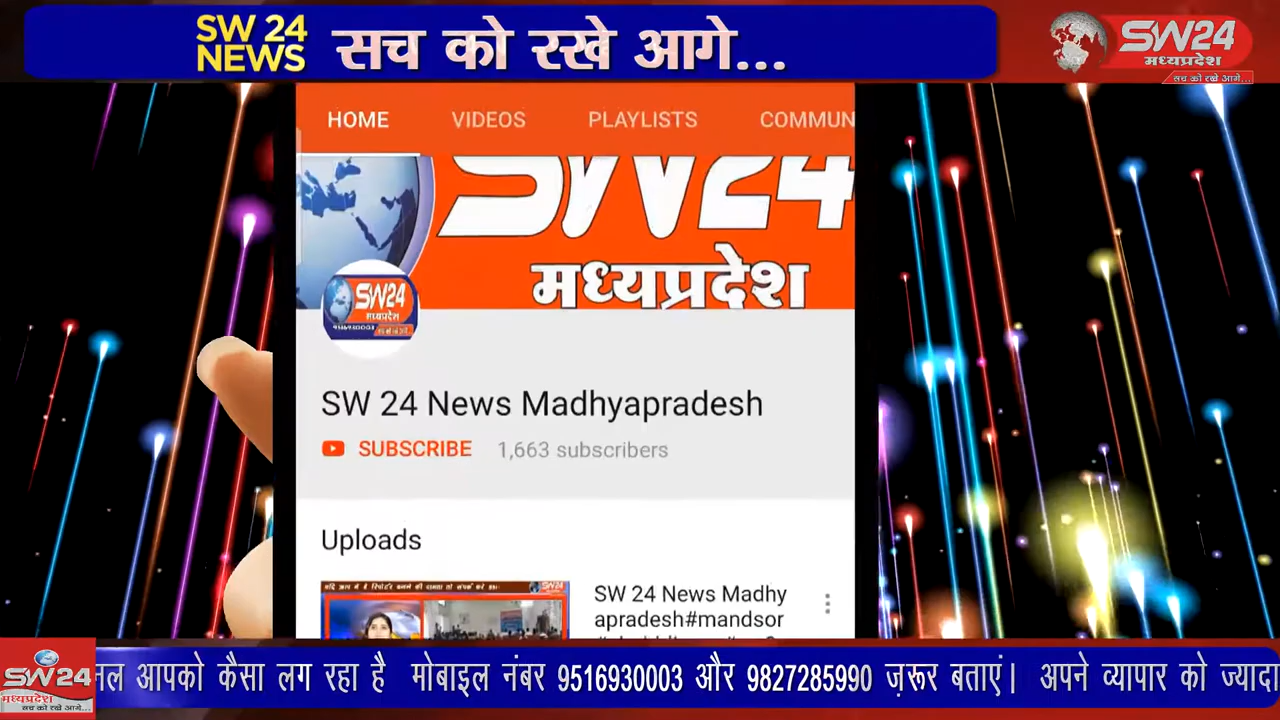 SW 24
NEWS
सच को रखे आगे...
SW24
मध्यप्रदेश
सच को रखे आगे...
HOME VIDEOS PLAYLISTS COMMUN
SW24
मध्यप्रदेश
SW24
मध्यप्रदेश
SW 24 News Madhyapradesh
SUBSCRIBE 1,663 subscribers
Uploads
SW 24 News Madhy
apradesh#mandsor
SW24
मध्यप्रदेश
सच को रखे आगे...
नल आपको कैसा लग रहा है मोबाइल नंबर 9516930003 और 9827285990 ज़रूर बताएं। अपने व्यापार को ज्यादा